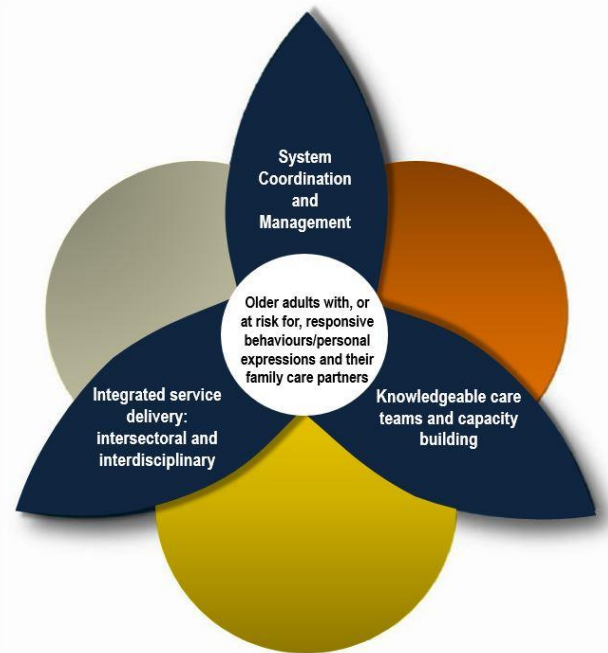 System
Coordination
and
Management
Older adults with, or
at risk for, responsive
behaviours/personal
expressions and their
family care partners
Integrated service
delivery:
intersectoral and
interdisciplinary
Knowledgeable care
teams and capacity
building